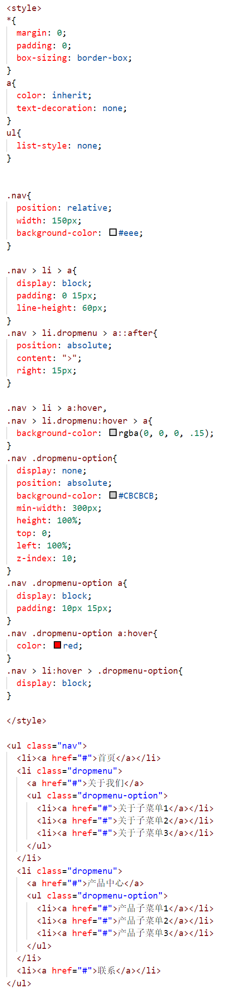 <style>
*{
  margin: 0;
  padding: 0;
  box-sizing: border-box;
}
a{
  color: inherit;
  text-decoration: none;
}
ul{
  list-style: none;
}
.nav{
  position: relative;
  width: 150px;
  background-color: #eee;
}
.nav > li > a{
  display: block;
  padding: 0 15px;
  line-height: 60px;
}
.nav > li.dropmenu > a::after{
  position: absolute;
  content: ">";
  right: 15px;
}
.nav > li > a:hover,
.nav > li.dropmenu:hover > a{
  background-color: rgba(0, 0, 0, .15);
}
.nav .dropmenu-option{
  display: none;
  position: absolute;
  background-color: #CBCBCB;
  min-width: 300px;
  height: 100%;
  top: 0;
  left: 100%;
  z-index: 10;
}
.nav .dropmenu-option a{
  display: block;
  padding: 10px 15px;
}
.nav .dropmenu-option a:hover{
  color: red;
}
.nav > li:hover > .dropmenu-option{
  display: block;
}
</style>
<ul class="nav">
  <li><a href="#">首页</a></li>
  <li class="dropmenu">
    <a href="#">关于我们</a>
    <ul class="dropmenu-option">
      <li><a href="#">关于子菜单1</a></li>
      <li><a href="#">关于子菜单2</a></li>
      <li><a href="#">关于子菜单3</a></li>
    </ul>
  </li>
  <li class="dropmenu">
    <a href="#">产品中心</a>
    <ul class="dropmenu-option">
      <li><a href="#">产品子菜单1</a></li>
      <li><a href="#">产品子菜单2</a></li>
      <li><a href="#">产品子菜单3</a></li>
    </ul>
  </li>
  <li><a href="#">联系</a></li>
</ul>